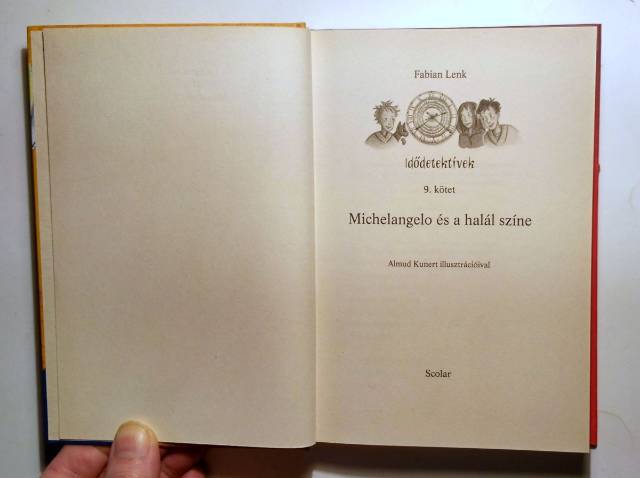 Fabian Lenk
Idődetektívek
9. kötet
Michelangelo és a halál színe
Almud Kunert illusztrációival
Scolar